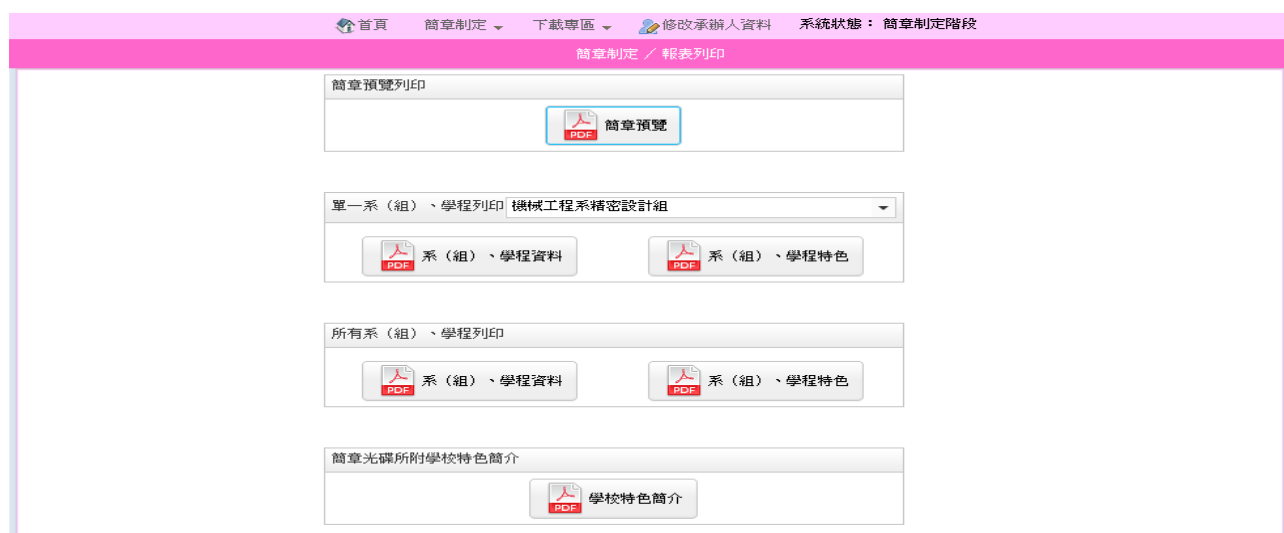 首頁 簡章制定 下載專區 修改承辦人資料 系統狀態： 簡章制定階段
簡章制定 ／ 報表列印
簡章預覽列印
PDF 簡章預覽
單一系（組）、學程列印 機械工程系精密設計組
PDF 系（組）、學程資料 PDF 系（組）、學程特色
所有系（組）、學程列印
PDF 系（組）、學程資料 PDF 系（組）、學程特色
簡章光碟所附學校特色簡介
PDF 學校特色簡介